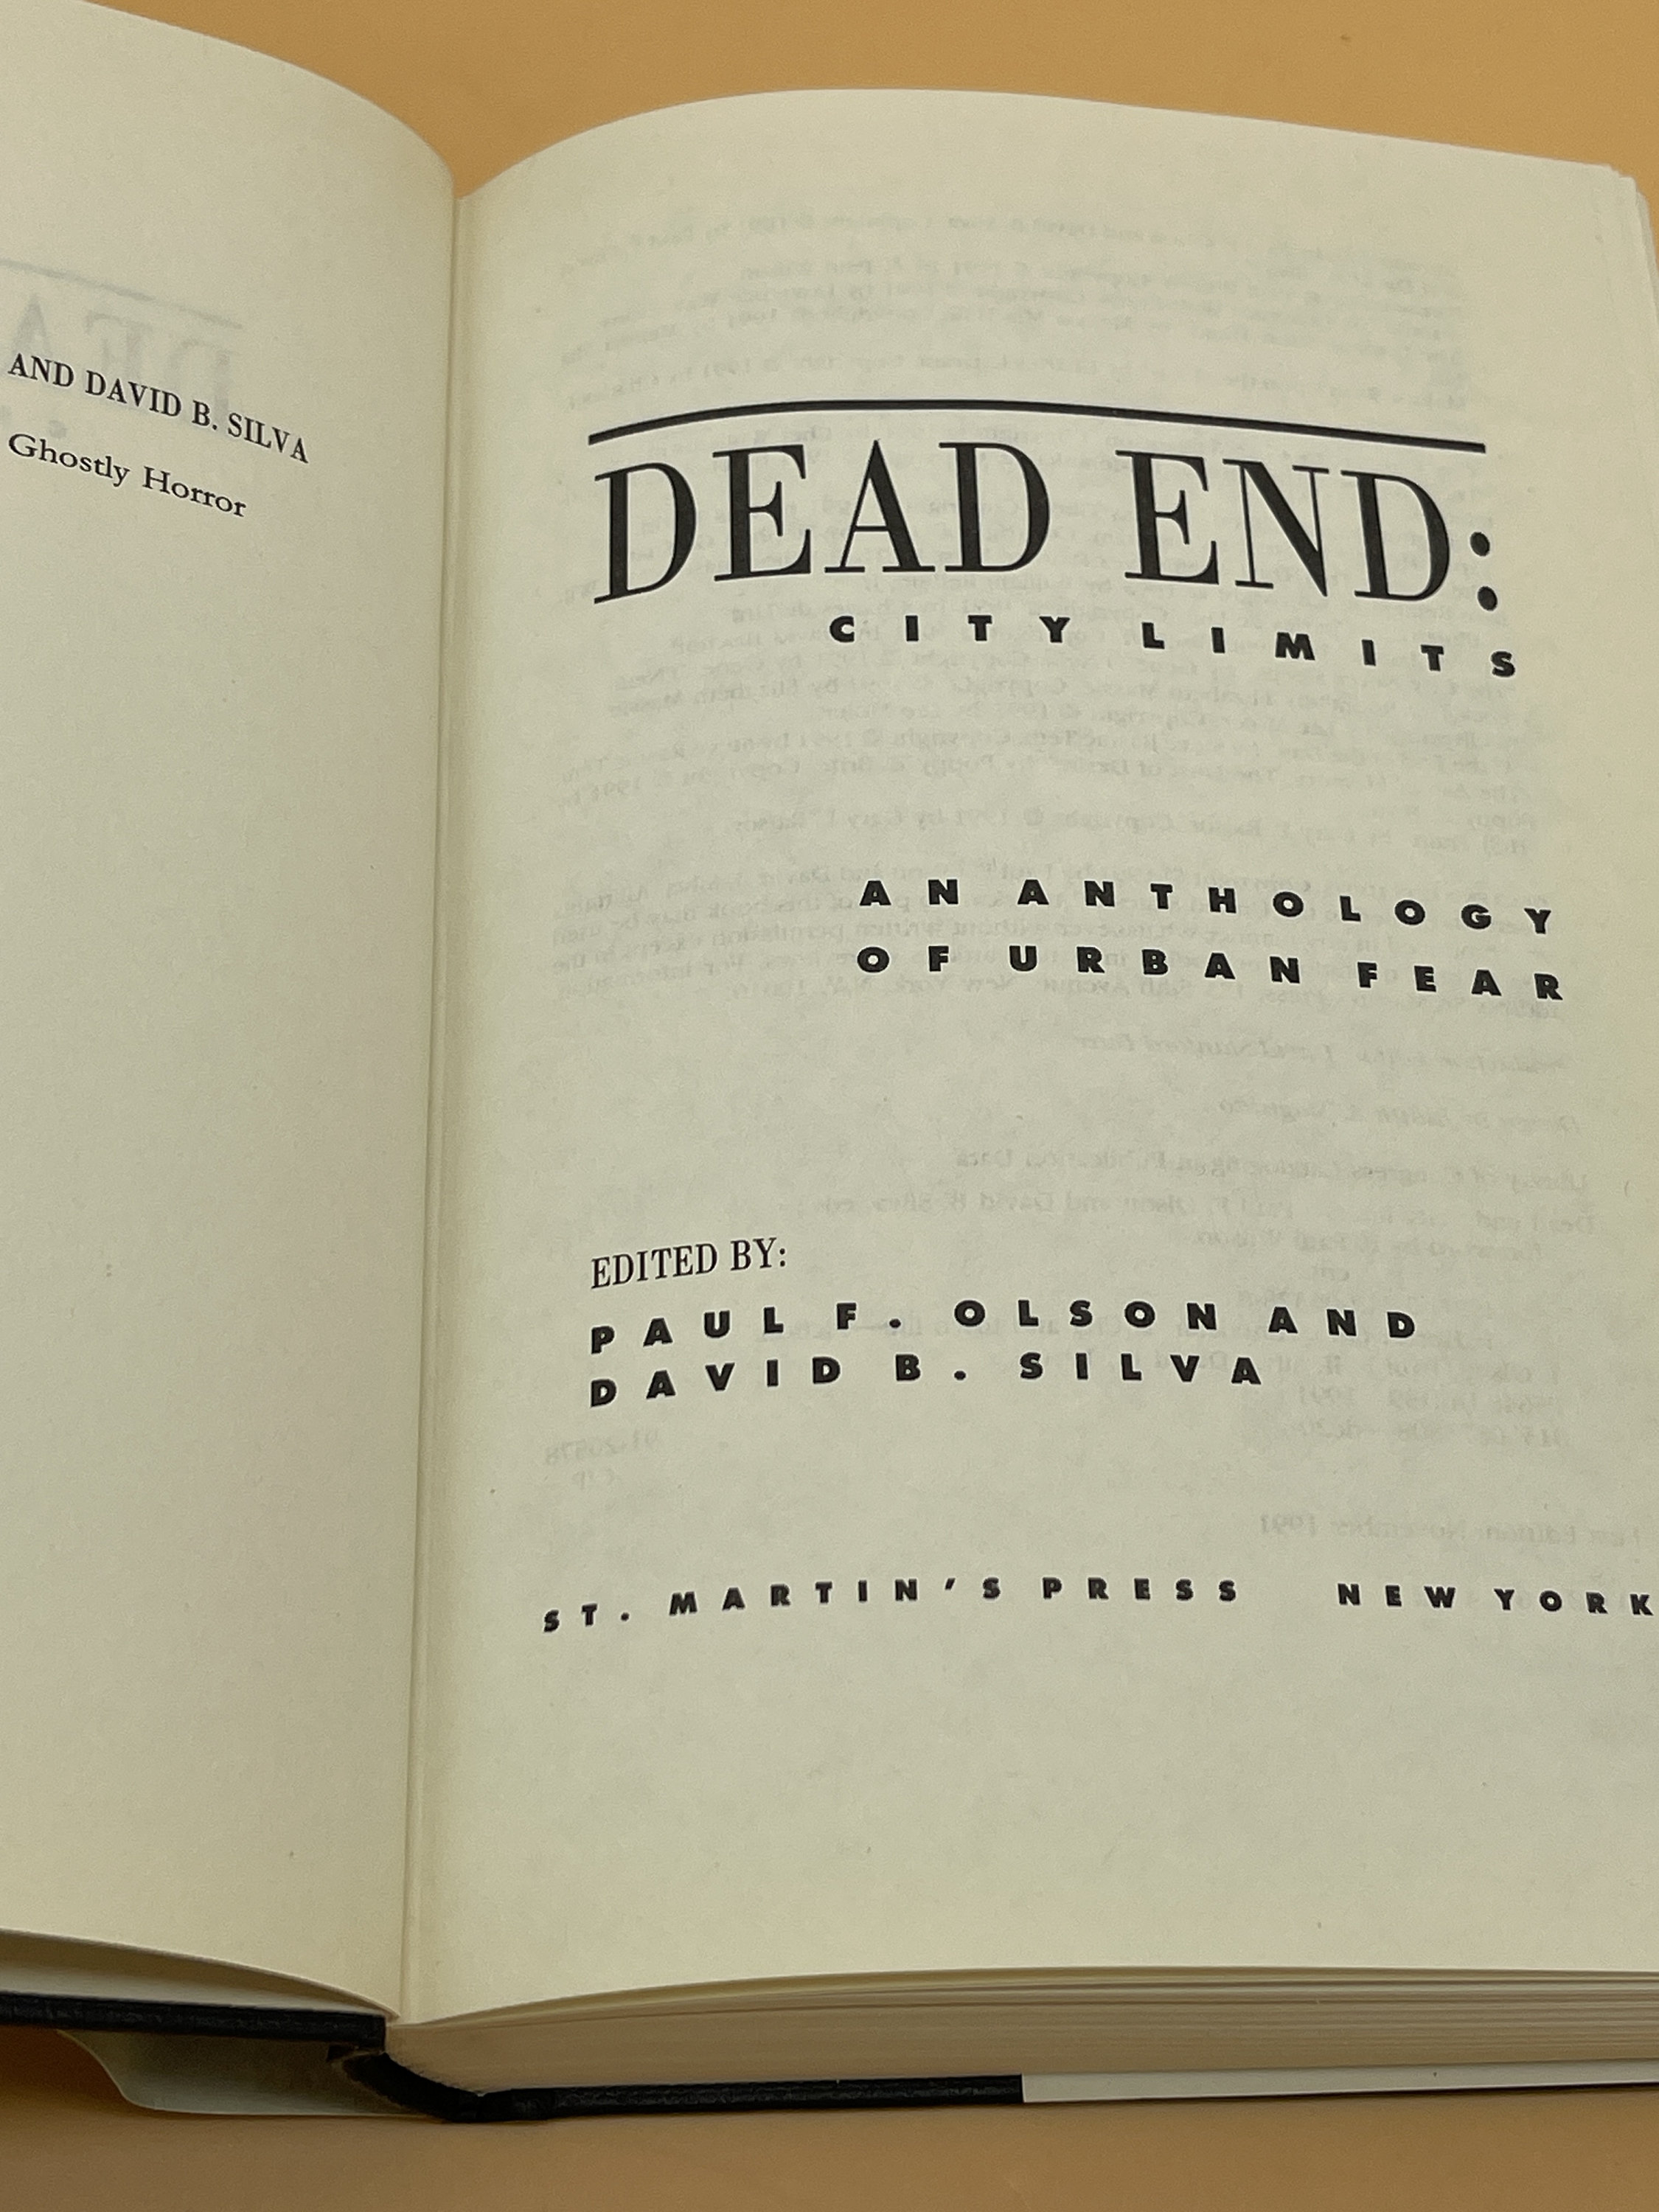 AND DAVID B. SILVA
Ghostly Horror
DEAD END:
CITY LIMITS
AN ANTHOLOGY
OF URBAN FEAR
EDITED BY:
PAUL F. OLSON AND
DAVID B. SILVA
ST. MARTIN'S PRESS NEW YORK